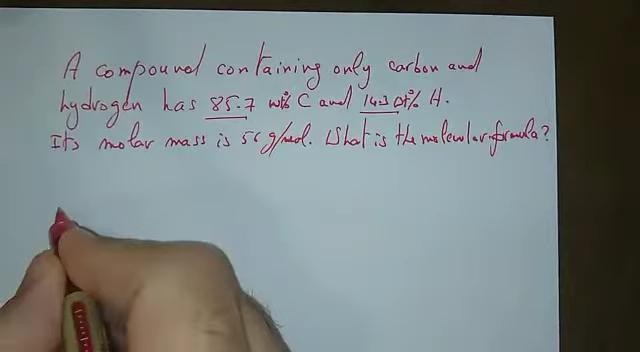 A compound containing only carbon and
hydrogen has 85.7 wt% C and 14.3 wt% H.
Its molar mass is 56 g/mol. What is the molecular formula?